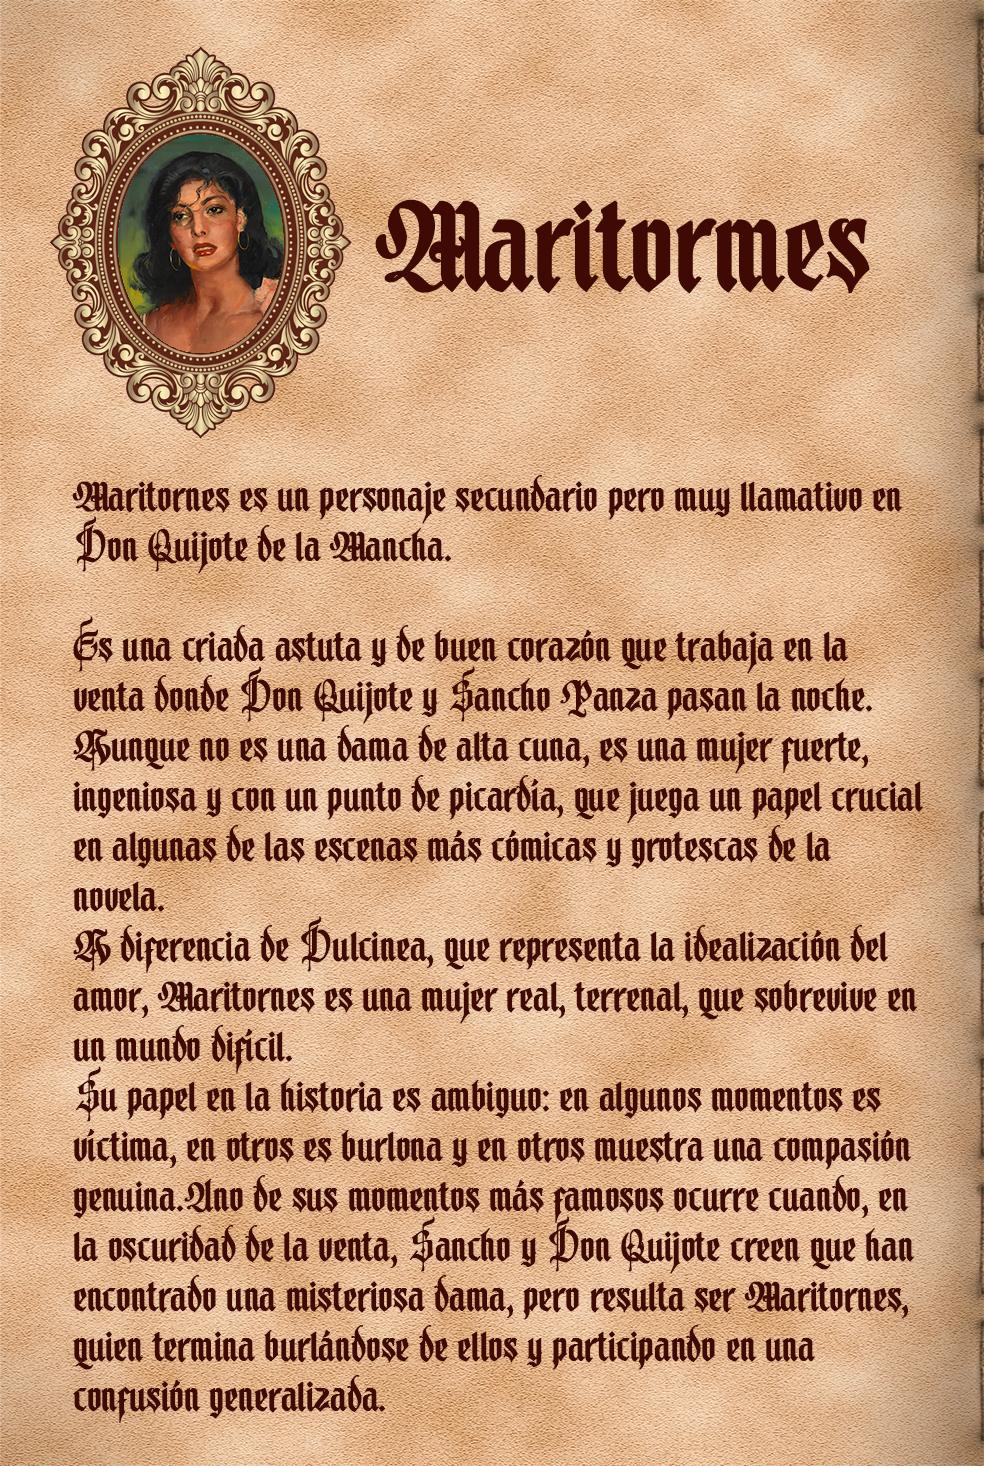 Maritormes
Maritornes es un personaje secundario pero muy llamativo en
Don Quijote de la Mancha.
Es una criada astuta y de buen corazón que trabaja en la
venta donde Don Quijote y Sancho Panza pasan la noche.
Aunque no es una dama de alta cuna, es una mujer fuerte,
ingeniosa y con un punto de picardía, que juega un papel crucial
en algunas de las escenas más cómicas y grotescas de la
novela.
A diferencia de Dulcinea, que representa la idealización del
amor, Maritornes es una mujer real, terrenal, que sobrevive en
un mundo difícil.
Su papel en la historia es ambiguo: en algunos momentos es
víctima, en otros es burlona y en otros muestra una compasión
genuina.Uno de sus momentos más famosos ocurre cuando, en
la oscuridad de la venta, Sancho y Don Quijote creen que han
encontrado una misteriosa dama, pero resulta ser Maritornes,
quien termina burlándose de ellos y participando en una
confusión generalizada.